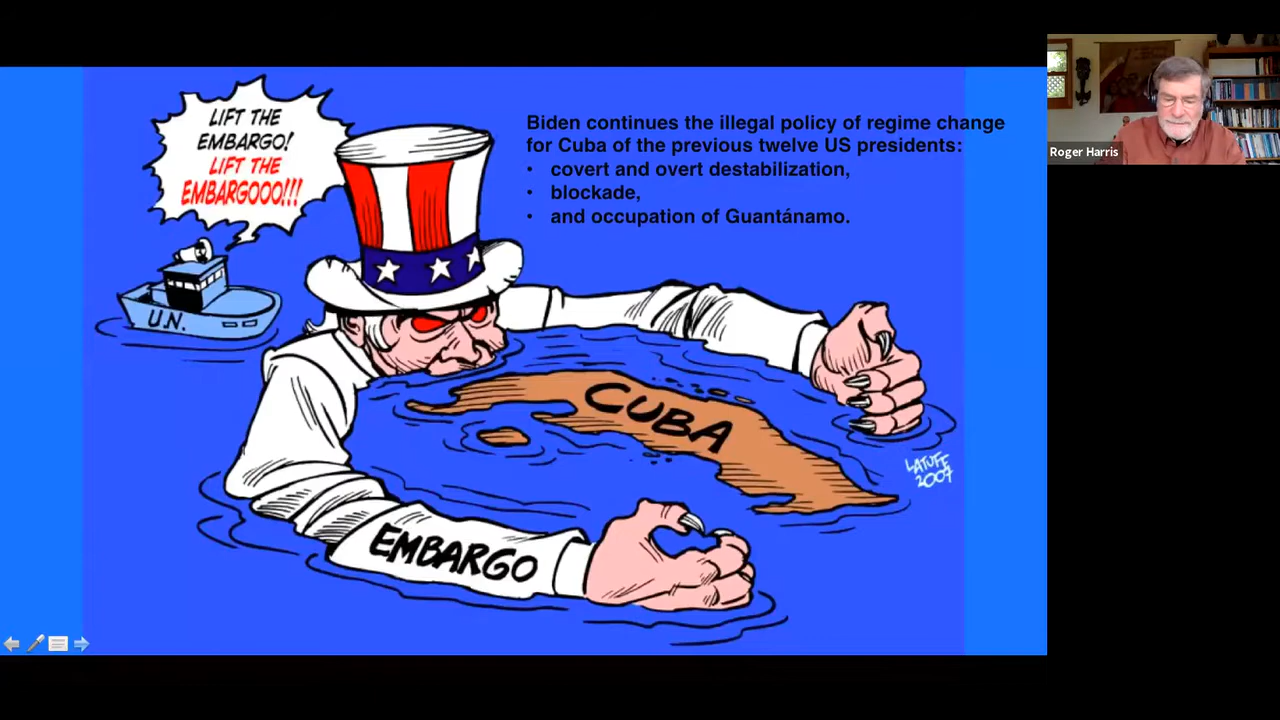 LIFT THE
EMBARGO!
LIFT THE
EMBARGOOO!!!
Biden continues the illegal policy of regime change
for Cuba of the previous twelve US presidents:
• covert and overt destabilization,
• blockade,
• and occupation of Guantánamo.
Roger Harris
U.N.
CUBA
LATUFF
2007
EMBARGO